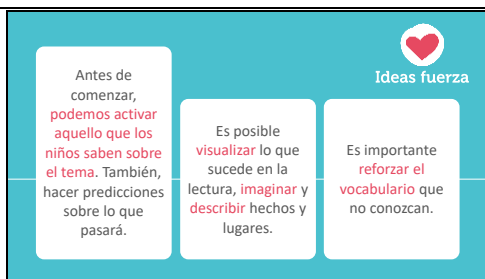 Ideas fuerza
Antes de
comenzar,
podemos activar
aquello que los
niños saben sobre
el tema. También,
hacer predicciones
sobre lo que
pasará.
Es posible
visualizar lo que
sucede en la
lectura, imaginar y
describir hechos y
lugares.
Es importante
reforzar el
vocabulario que
no conozcan.